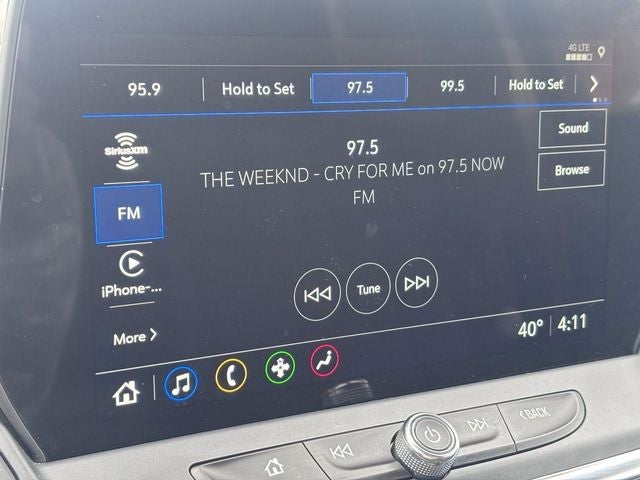 4G LTE
95.9 Hold to Set 97.5 99.5 Hold to Set
SiriusXM
97.5
Sound
THE WEEKND - CRY FOR ME on 97.5 NOW
FM
Browse
FM
iPhone-...
Tune
More
40° 4:11
BACK